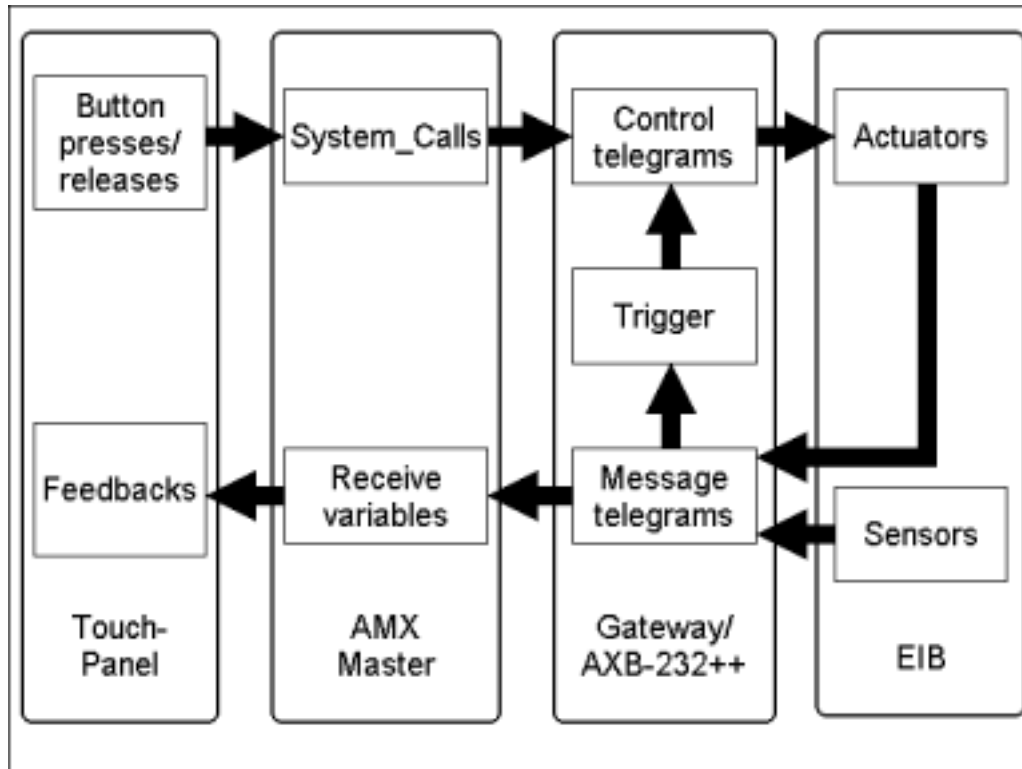 Button
presses/
releases
System_Calls
Control
telegrams
Actuators
Trigger
Feedbacks
Receive
variables
Message
telegrams
Sensors
Touch-
Panel
AMX
Master
Gateway/
AXB-232++
EIB